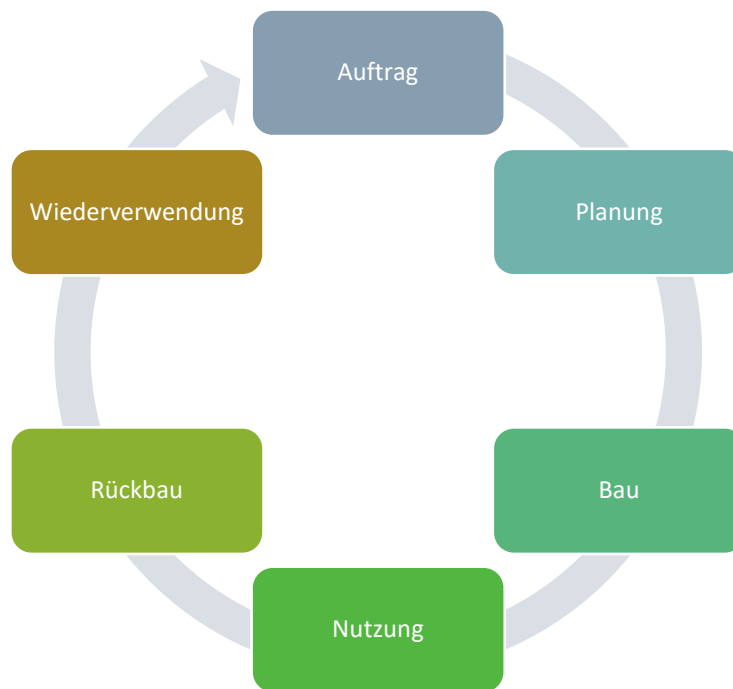 Auftrag
Planung
Bau
Nutzung
Rückbau
Wiederverwendung